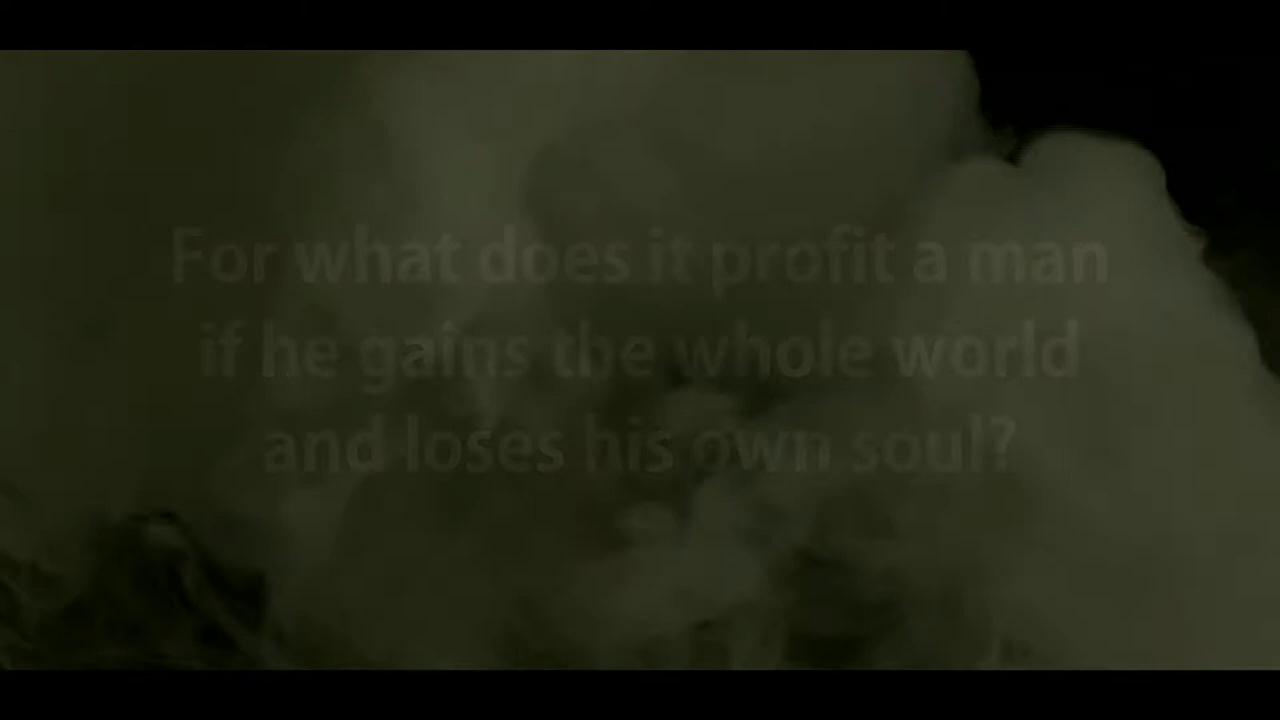 For what does it profit a man
if he gains the whole world
and loses his own soul?